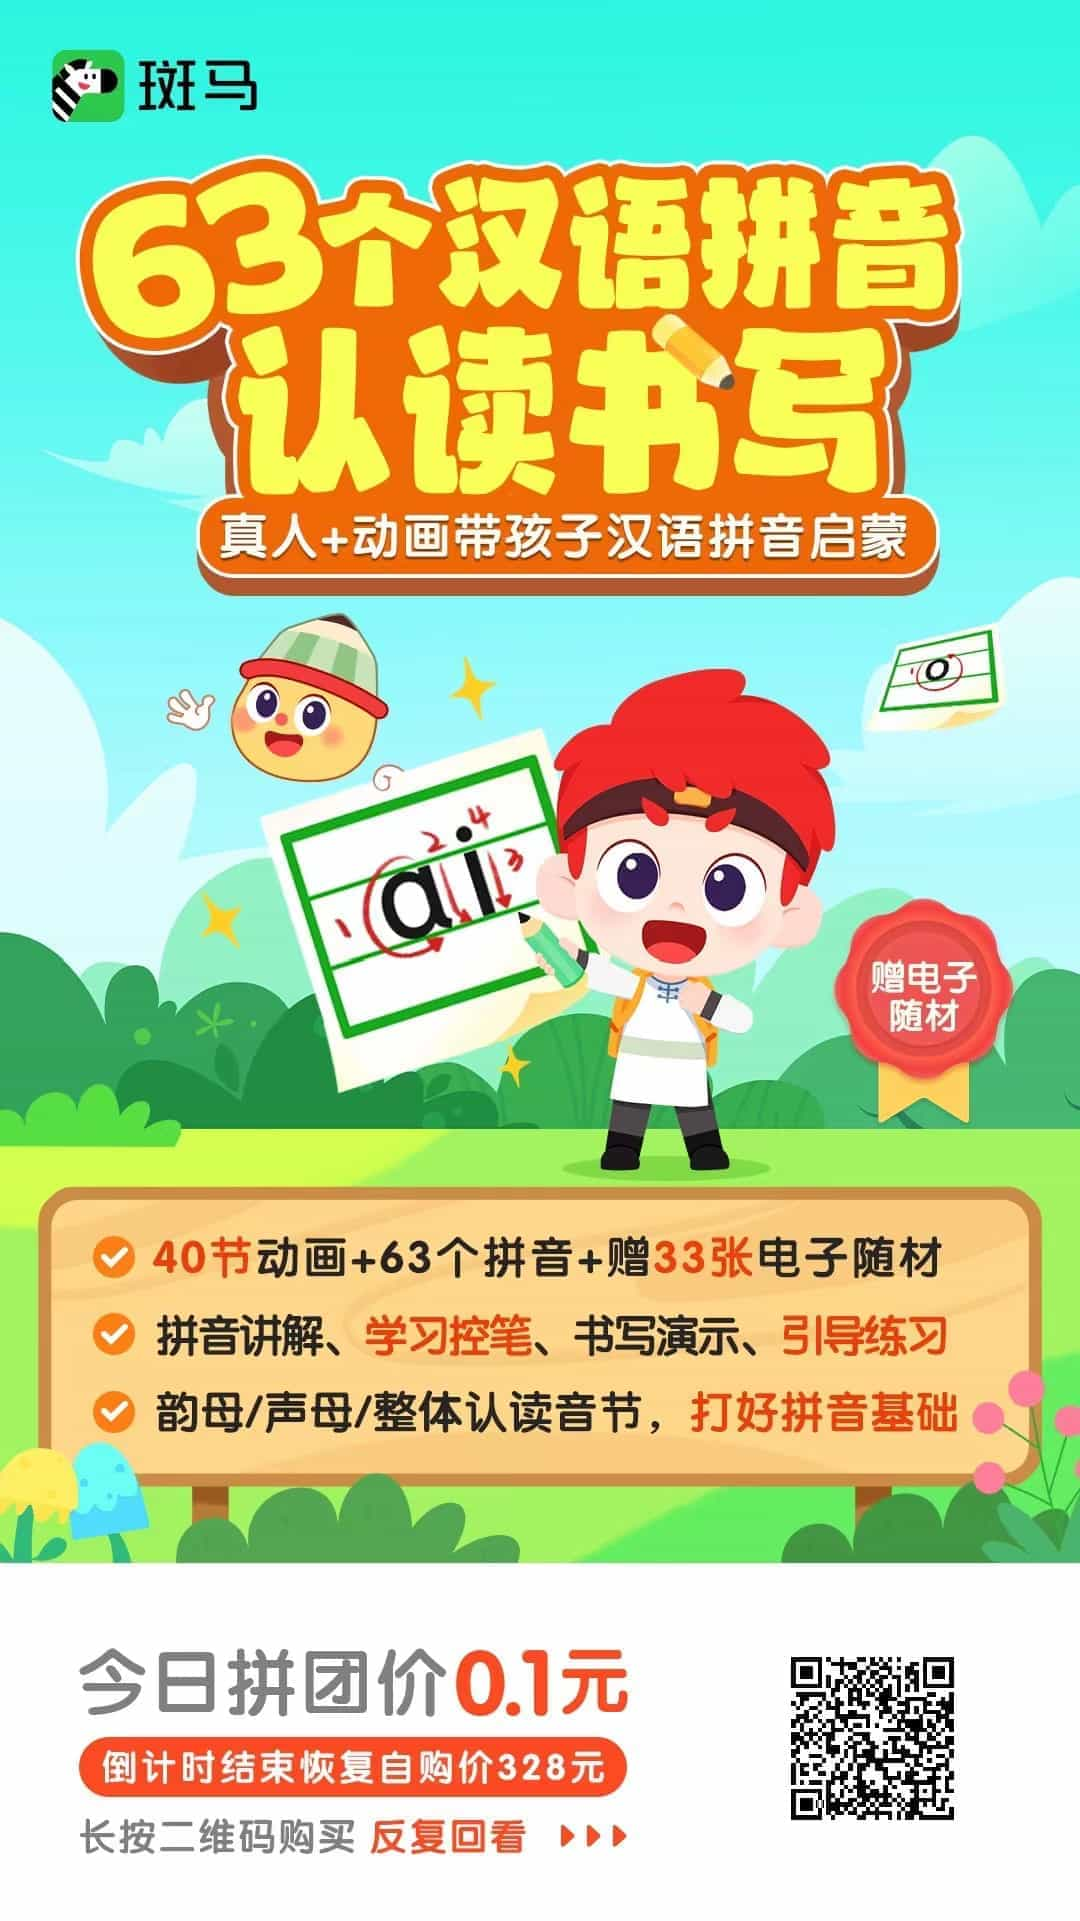 斑马
63个汉语拼音
认读书写
真人+动画带孩子汉语拼音启蒙
o
ai
1 2 3 4
赠电子
随材
40节动画+63个拼音+赠33张电子随材
拼音讲解、学习控笔、书写演示、引导练习
韵母/声母/整体认读音节，打好拼音基础
今日拼团价0.1元
倒计时结束恢复自购价328元
长按二维码购买 反复回看